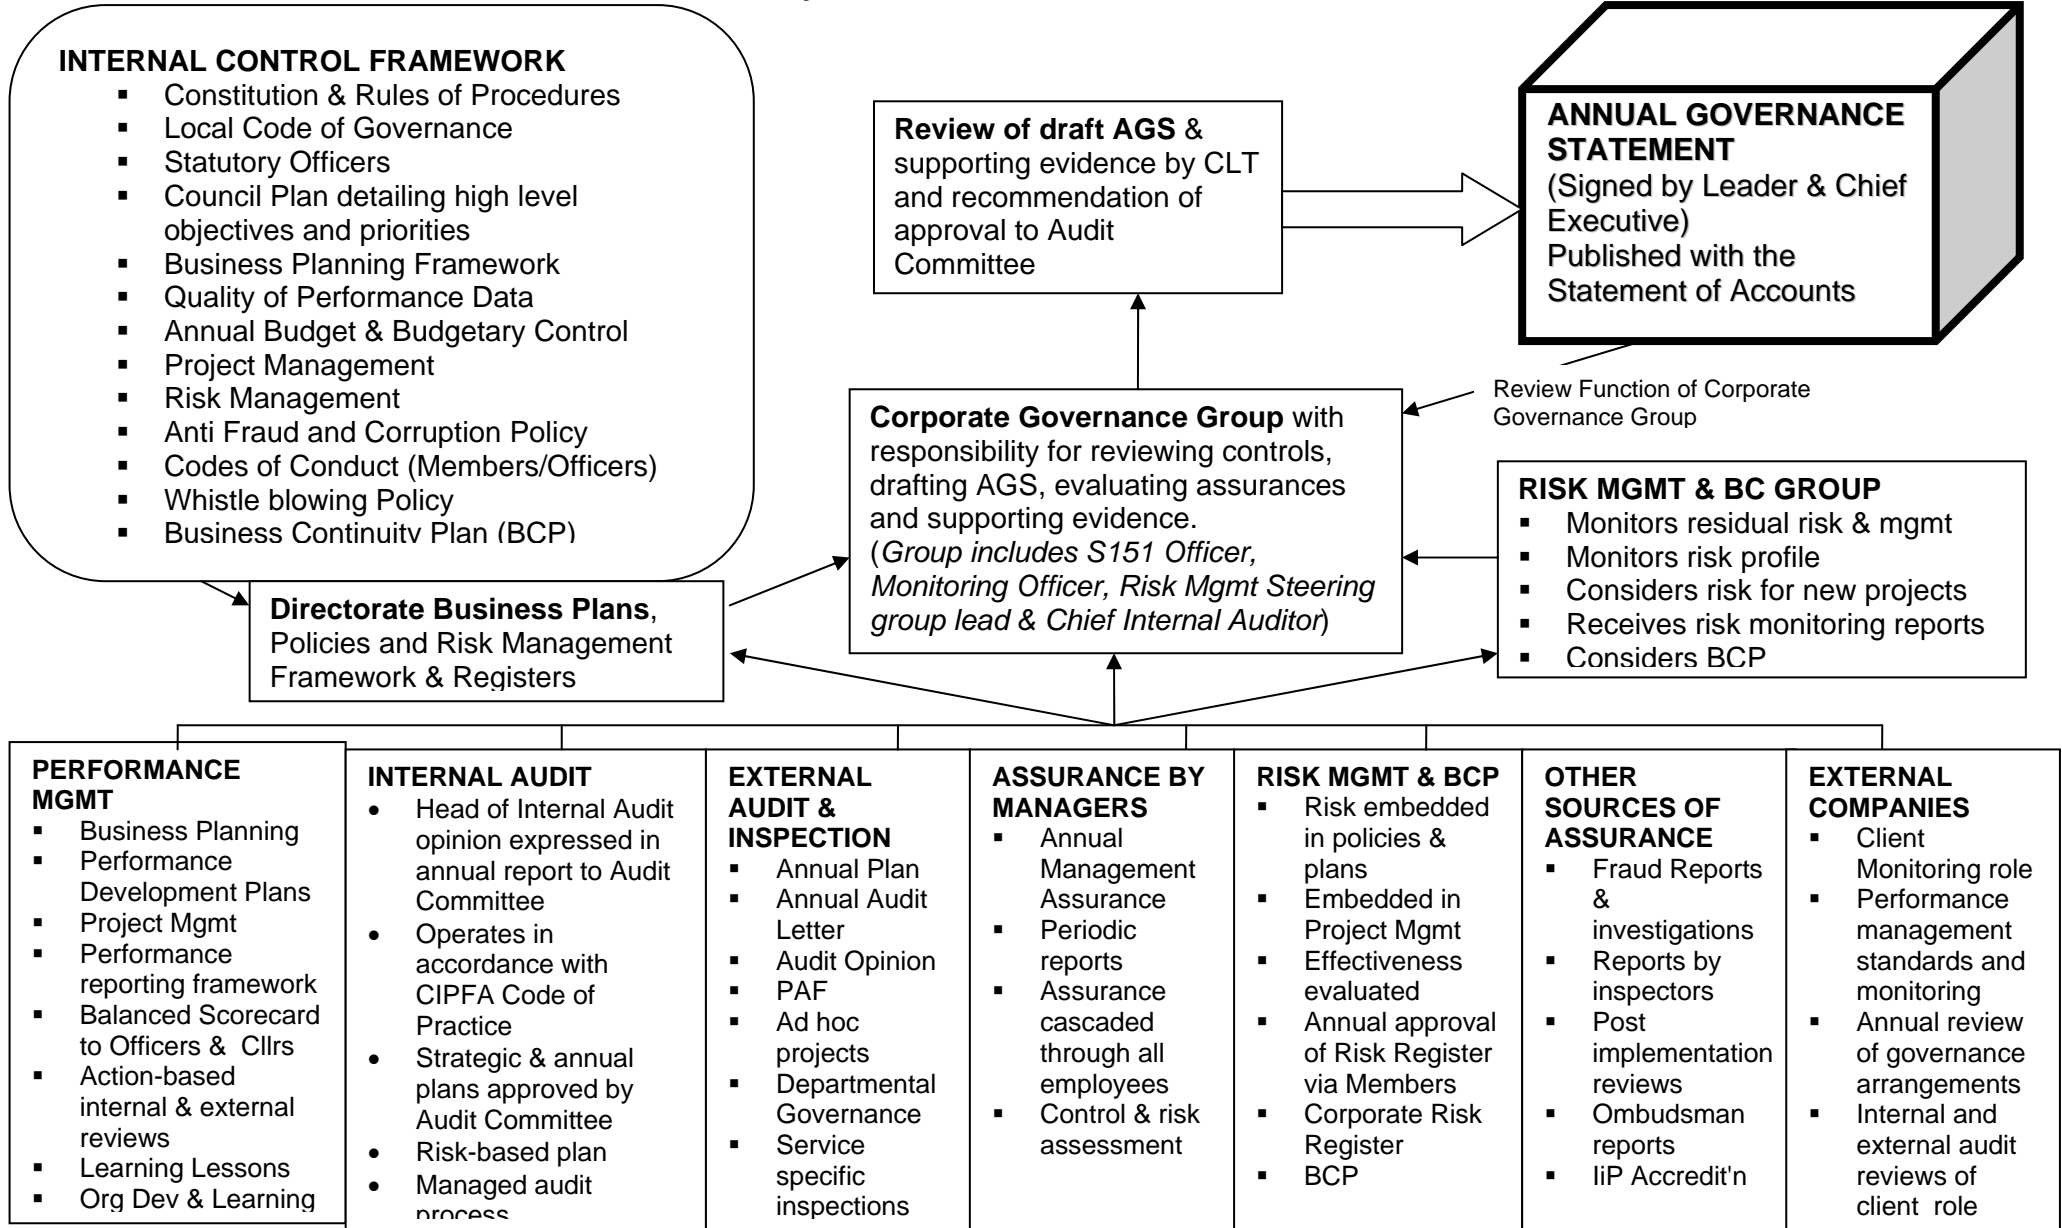 INTERNAL CONTROL FRAMEWORK
▪ Constitution & Rules of Procedures
▪ Local Code of Governance
▪ Statutory Officers
▪ Council Plan detailing high level
objectives and priorities
▪ Business Planning Framework
▪ Quality of Performance Data
▪ Annual Budget & Budgetary Control
▪ Project Management
▪ Risk Management
▪ Anti Fraud and Corruption Policy
▪ Codes of Conduct (Members/Officers)
▪ Whistle blowing Policy
▪ Business Continuity Plan (BCP)
Review of draft AGS &
supporting evidence by CLT
and recommendation of
approval to Audit
Committee
ANNUAL GOVERNANCE
STATEMENT
(Signed by Leader & Chief
Executive)
Published with the
Statement of Accounts
Review Function of Corporate
Governance Group
Corporate Governance Group with
responsibility for reviewing controls,
drafting AGS, evaluating assurances
and supporting evidence.
(Group includes S151 Officer,
Monitoring Officer, Risk Mgmt Steering
group lead & Chief Internal Auditor)
RISK MGMT & BC GROUP
▪ Monitors residual risk & mgmt
▪ Monitors risk profile
▪ Considers risk for new projects
▪ Receives risk monitoring reports
▪ Considers BCP
Directorate Business Plans,
Policies and Risk Management
Framework & Registers
PERFORMANCE
MGMT
▪ Business Planning
▪ Performance
Development Plans
▪ Project Mgmt
▪ Performance
reporting framework
▪ Balanced Scorecard
to Officers & Cllrs
▪ Action-based
internal & external
reviews
▪ Learning Lessons
▪ Org Dev & Learning
INTERNAL AUDIT
• Head of Internal Audit
opinion expressed in
annual report to Audit
Committee
• Operates in
accordance with
CIPFA Code of
Practice
• Strategic & annual
plans approved by
Audit Committee
• Risk-based plan
• Managed audit
process
EXTERNAL
AUDIT &
INSPECTION
▪ Annual Plan
▪ Annual Audit
Letter
▪ Audit Opinion
▪ PAF
▪ Ad hoc
projects
▪ Departmental
Governance
▪ Service
specific
inspections
ASSURANCE BY
MANAGERS
▪ Annual
Management
Assurance
▪ Periodic
reports
▪ Assurance
cascaded
through all
employees
▪ Control & risk
assessment
RISK MGMT & BCP
▪ Risk embedded
in policies &
plans
▪ Embedded in
Project Mgmt
▪ Effectiveness
evaluated
▪ Annual approval
of Risk Register
via Members
▪ Corporate Risk
Register
▪ BCP
OTHER
SOURCES OF
ASSURANCE
▪ Fraud Reports
&
investigations
▪ Reports by
inspectors
▪ Post
implementation
reviews
▪ Ombudsman
reports
▪ IiP Accredit'n
EXTERNAL
COMPANIES
▪ Client
Monitoring role
▪ Performance
management
standards and
monitoring
▪ Annual review
of governance
arrangements
▪ Internal and
external audit
reviews of
client role